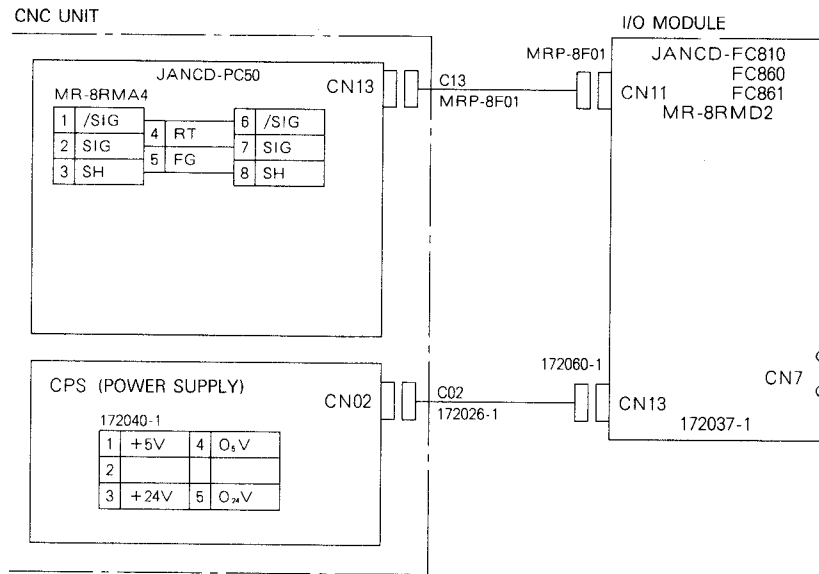 CNC UNIT
I/O MODULE
JANCD-PC50
MR-8RMA4
CN13
1 /SIG 4 RT 6 /SIG
2 SIG 5 FG 7 SIG
3 SH 8 SH
C13
MRP-8F01
MRP-8F01
CN11
JANCD-FC810
FC860
FC861
MR-8RMD2
CPS (POWER SUPPLY)
CN02
172040-1
1 +5V 4 O₅V
2
3 +24V 5 O₂₄V
C02
172026-1
172060-1
CN13
CN7
172037-1